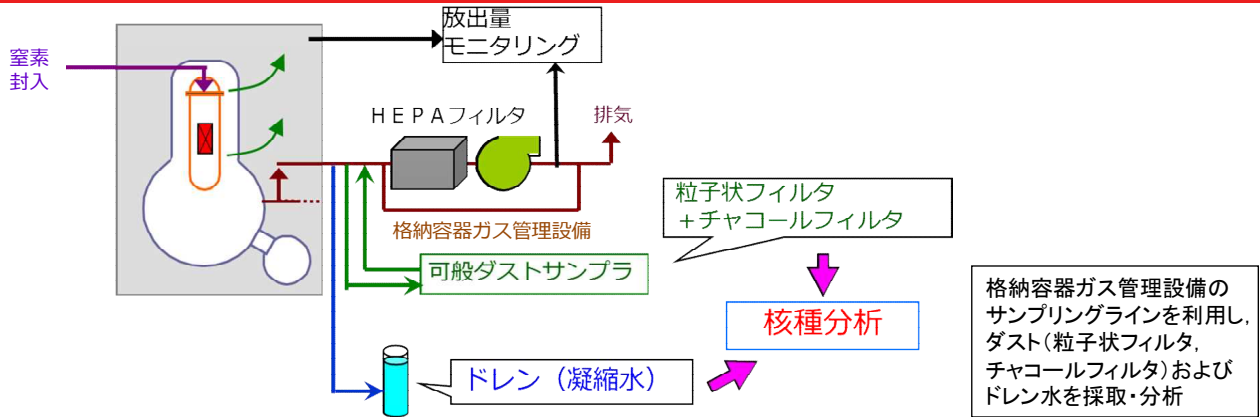 放出量
モニタリング
窒素
封入
ＨＥＰＡフィルタ
排気
粒子状フィルタ
＋チャコールフィルタ
格納容器ガス管理設備
可般ダストサンプラ
核種分析
格納容器ガス管理設備の
サンプリングラインを利用し，
ダスト（粒子状フィルタ，
チャコールフィルタ）および
ドレン水を採取・分析
ドレン（凝縮水）